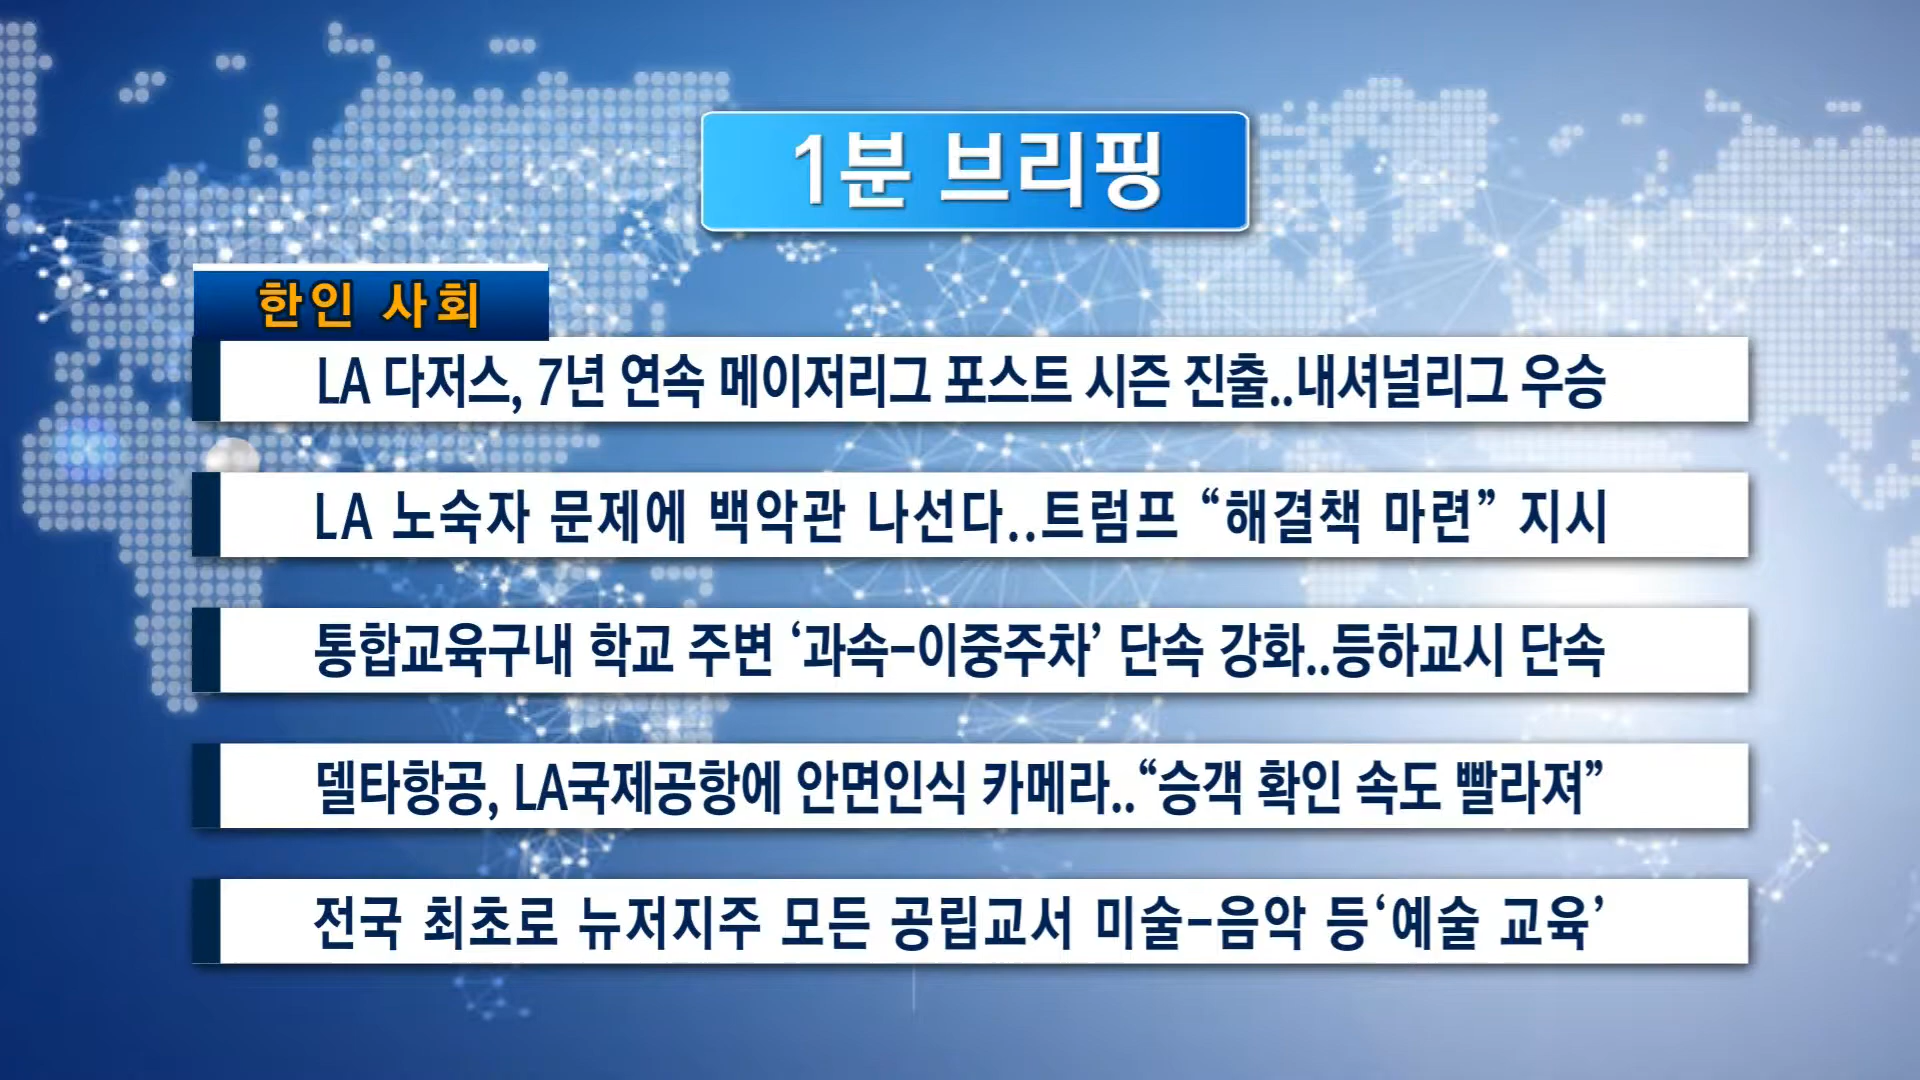 1분 브리핑
한인 사회
LA 다저스, 7년 연속 메이저리그 포스트 시즌 진출..내셔널리그 우승
LA 노숙자 문제에 백악관 나선다..트럼프 “해결책 마련” 지시
통합교육구내 학교 주변 ‘과속-이중주차’ 단속 강화..등하교시 단속
델타항공, LA국제공항에 안면인식 카메라..“승객 확인 속도 빨라져”
전국 최초로 뉴저지주 모든 공립교서 미술-음악 등‘예술 교육’